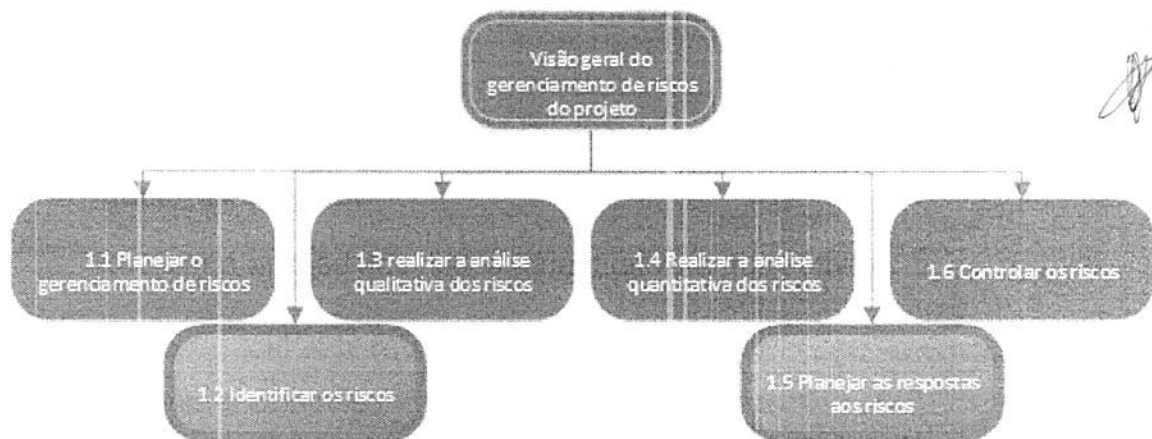 Visão geral do
gerenciamento de riscos
do projeto
1.1 Planejar o
gerenciamento de riscos
1.2 Identificar os riscos
1.3 realizar a análise
qualitativa dos riscos
1.4 Realizar a análise
quantitativa dos riscos
1.5 Planejar as respostas
aos riscos
1.6 Controlar os riscos